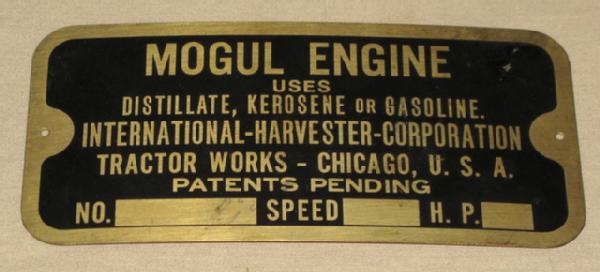 MOGUL ENGINE
USES
DISTILLATE, KEROSENE OR GASOLINE.
INTERNATIONAL-HARVESTER-CORPORATION
TRACTOR WORKS - CHICAGO, U. S. A.
PATENTS PENDING
NO. SPEED H. P.